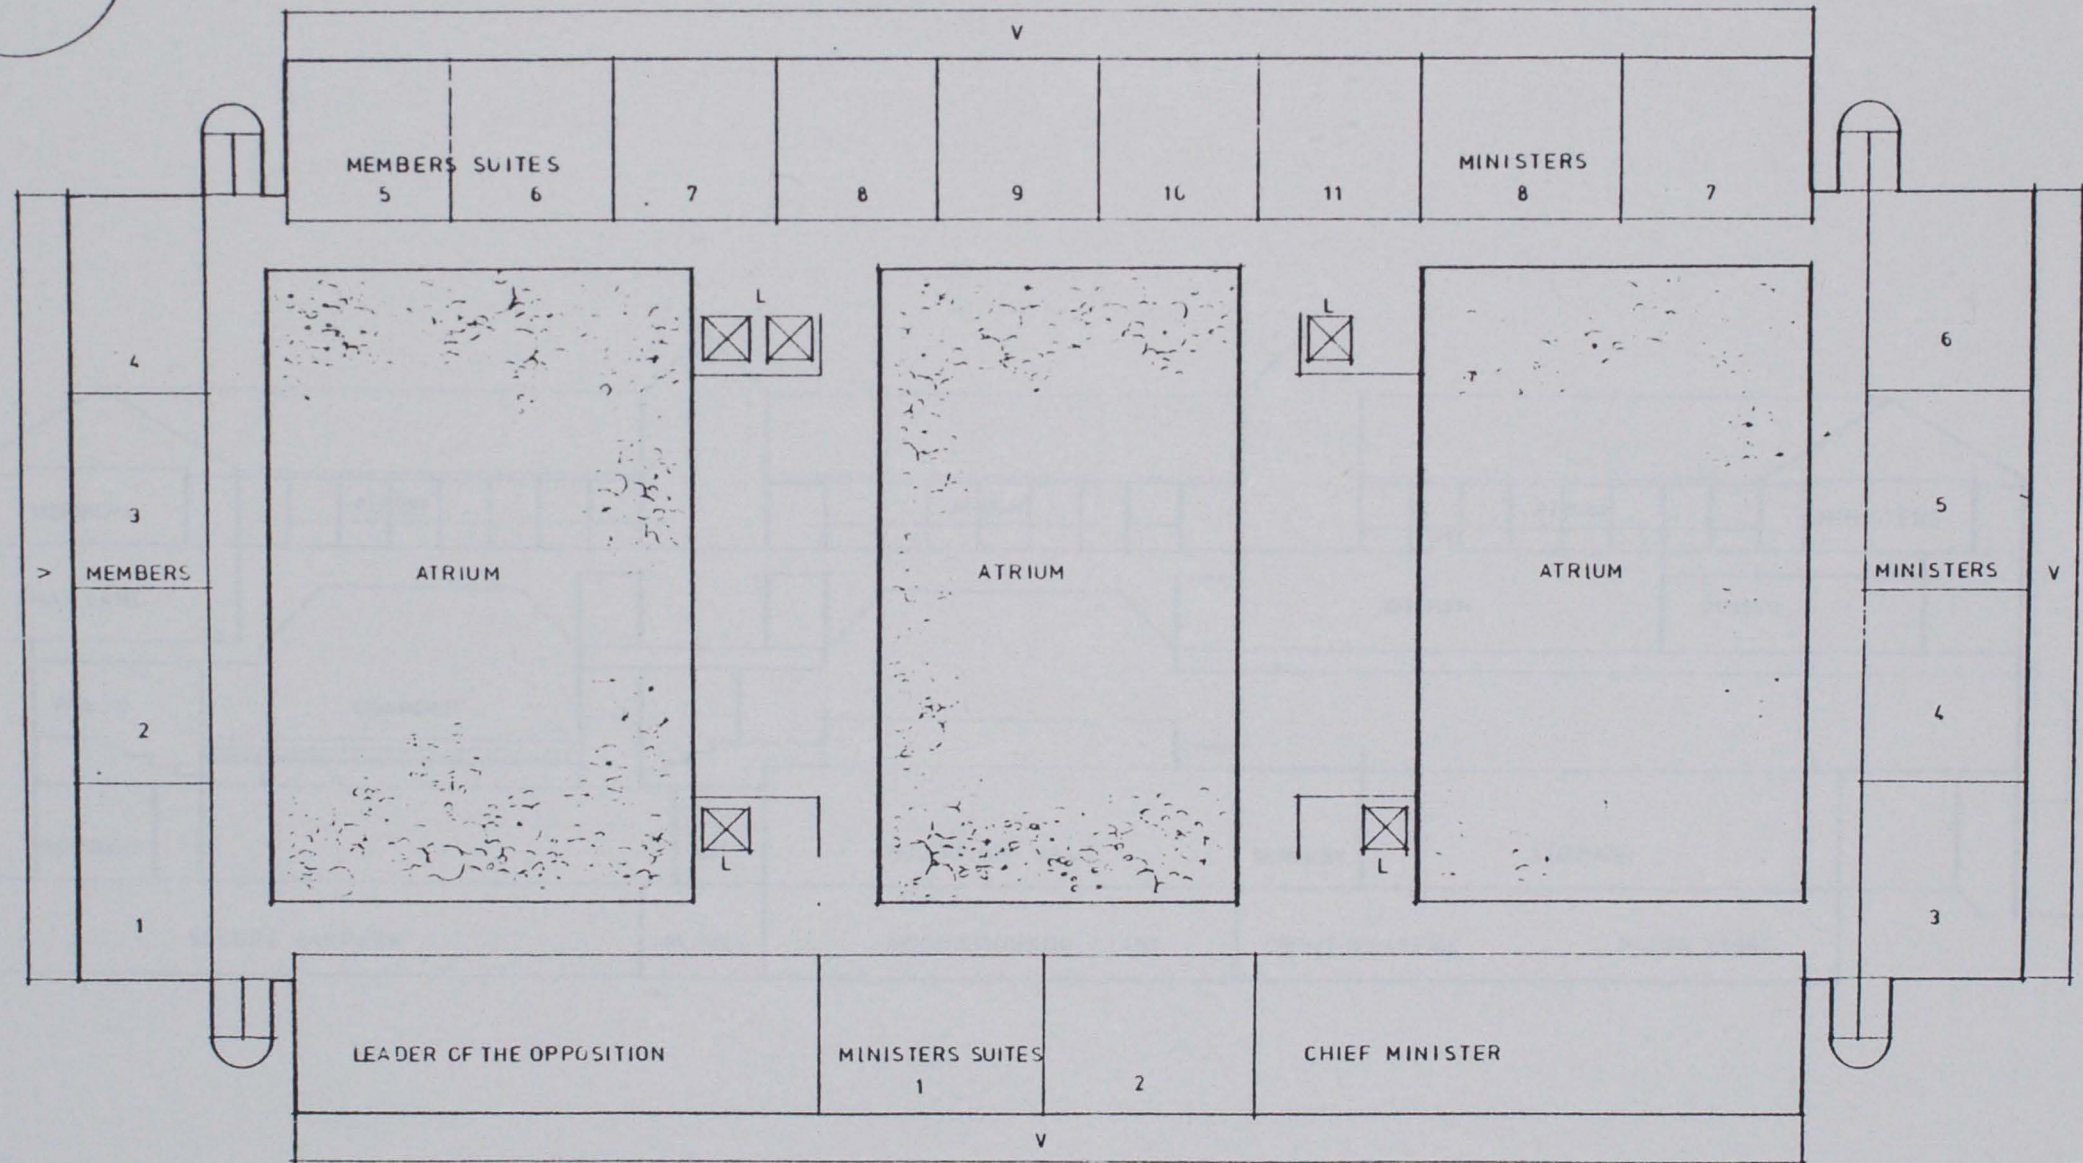 V
MEMBERS SUITES
5 6 7 8 9 10 11
MINISTERS
8 7
L
L
4
3
> MEMBERS
2
1
ATRIUM
ATRIUM
ATRIUM
6
5
MINISTERS V
4
3
L
L
LEADER OF THE OPPOSITION
MINISTERS SUITES
1 2
CHIEF MINISTER
V